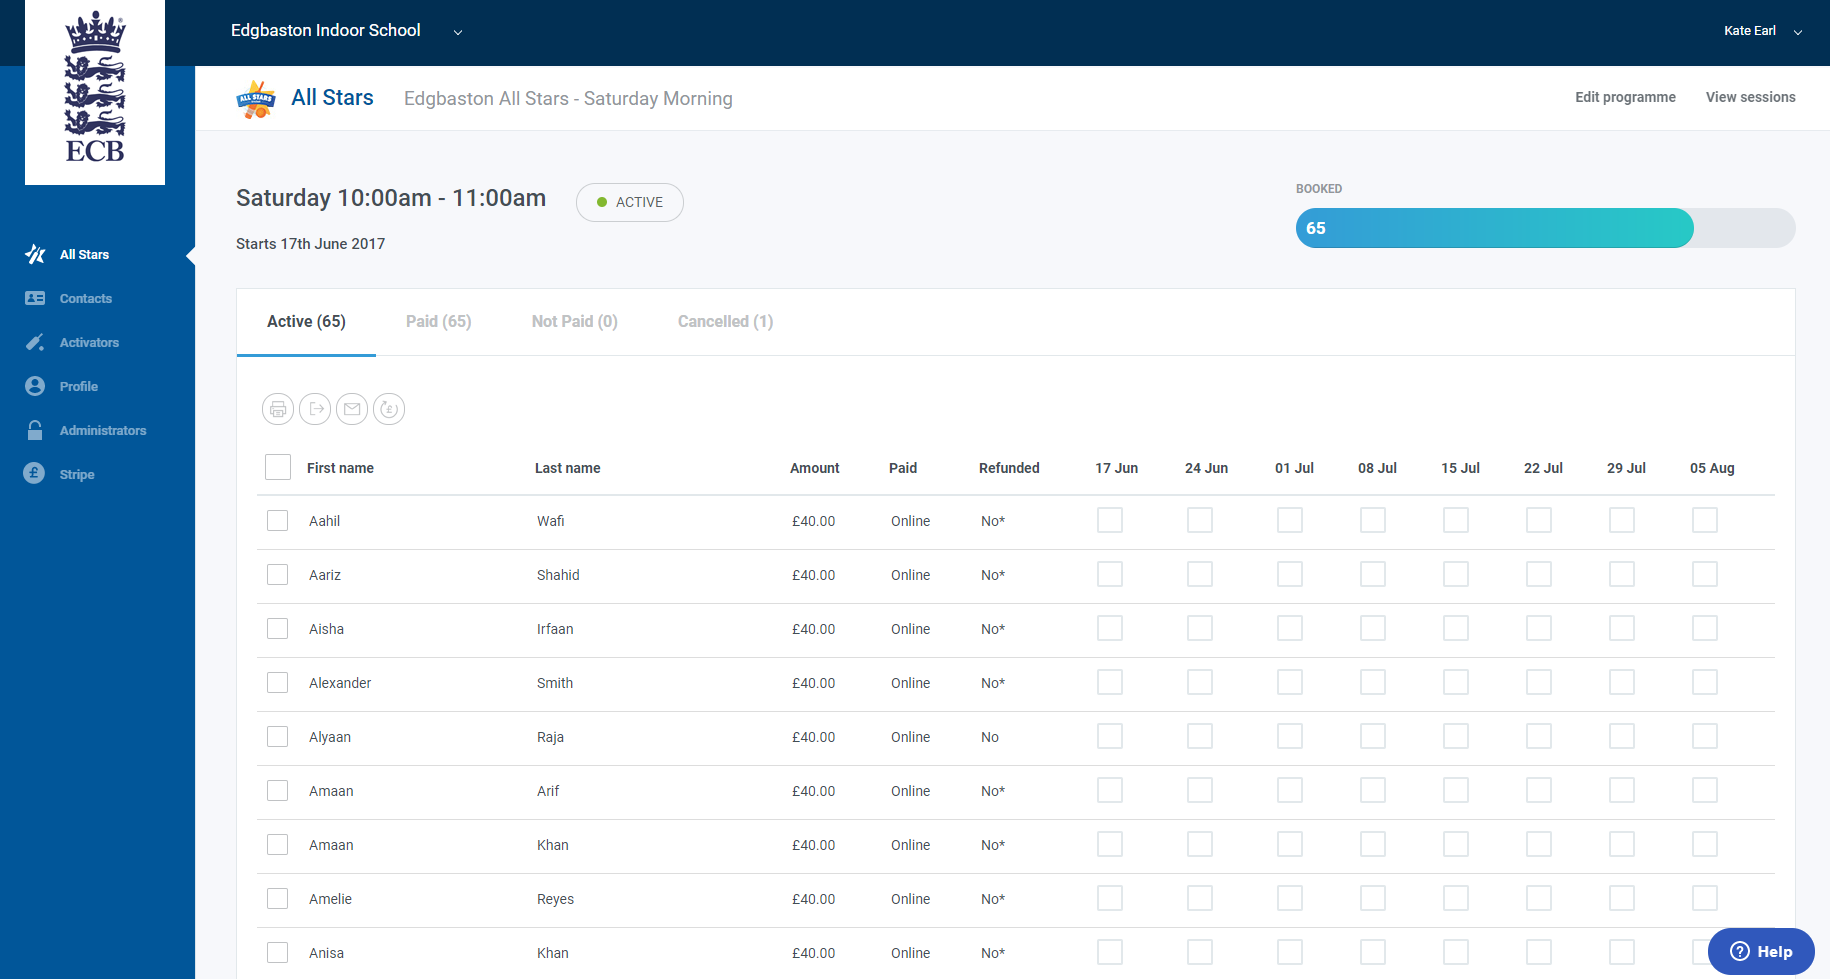 ECB
Edgbaston Indoor School
Kate Earl
ALL STARS
All Stars
Edgbaston All Stars - Saturday Morning
Edit programme
View sessions
All Stars
Contacts
Activators
Profile
Administrators
Stripe
Saturday 10:00am - 11:00am
ACTIVE
Starts 17th June 2017
BOOKED
65
Active (65) Paid (65) Not Paid (0) Cancelled (1)
First name Last name Amount Paid Refunded 17 Jun 24 Jun 01 Jul 08 Jul 15 Jul 22 Jul 29 Jul 05 Aug
Aahil Wafi £40.00 Online No*
Aariz Shahid £40.00 Online No*
Aisha Irfaan £40.00 Online No*
Alexander Smith £40.00 Online No*
Alyaan Raja £40.00 Online No
Amaan Arif £40.00 Online No*
Amaan Khan £40.00 Online No*
Amelie Reyes £40.00 Online No*
Anisa Khan £40.00 Online No*
Help